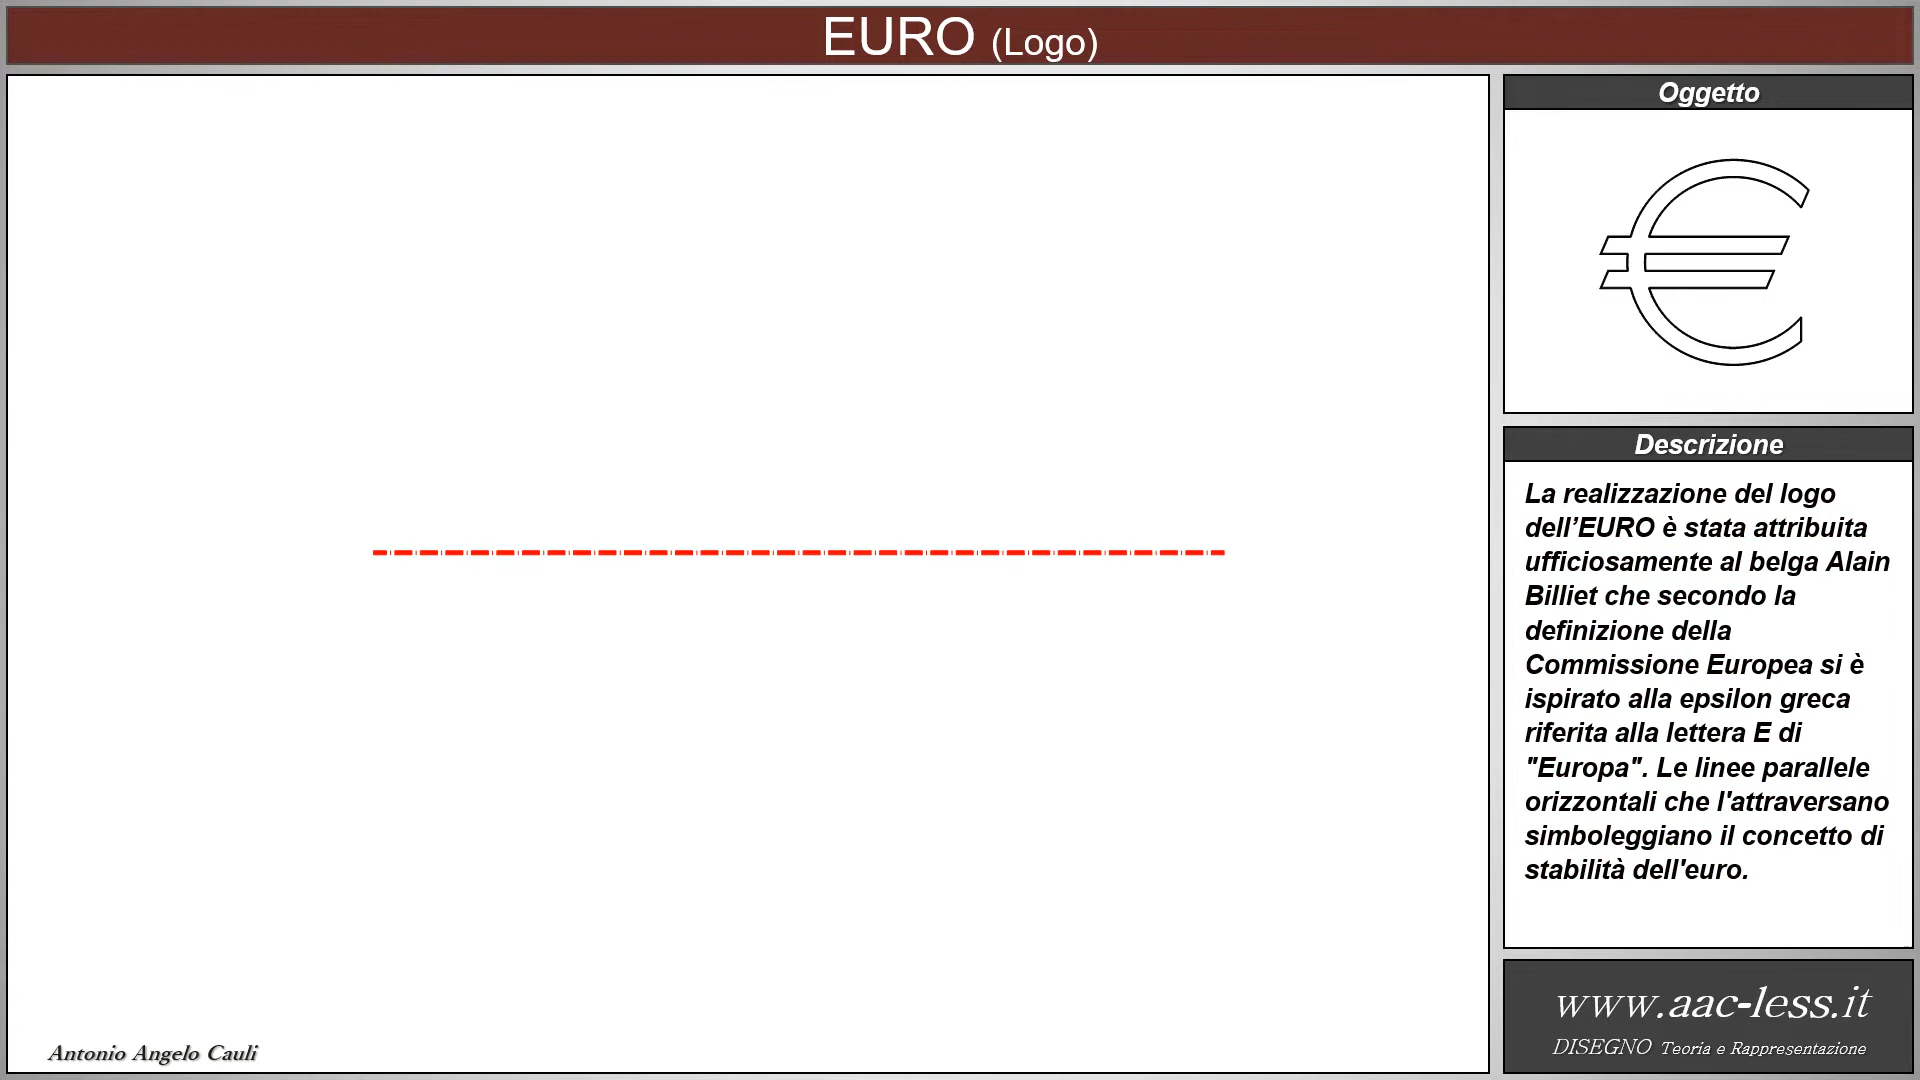 EURO (Logo)
Oggetto
Descrizione
La realizzazione del logo
dell’EURO è stata attribuita
ufficiosamente al belga Alain
Billiet che secondo la
definizione della
Commissione Europea si è
ispirato alla epsilon greca
riferita alla lettera E di
"Europa". Le linee parallele
orizzontali che l'attraversano
simboleggiano il concetto di
stabilità dell'euro.
Antonio Angelo Cauli
www.aac-less.it
DISEGNO Teoria e Rappresentazione